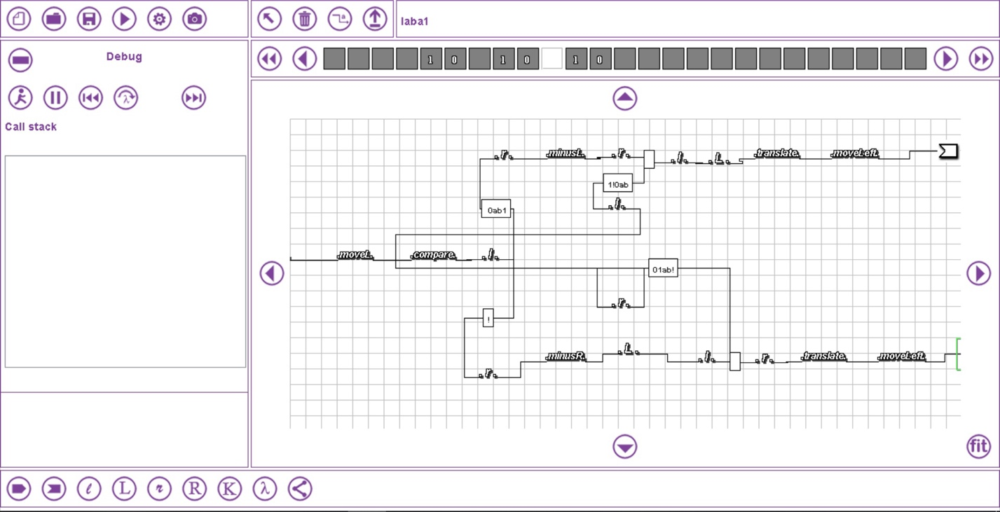 laba1
Debug
1 0 1 0 1 0
Call stack
.r. .minusL. .r. .l. .L. .translate. .moveLeft.
1!0ab
.l.
0ab1
.moveL. .compare. .l.
01ab!
.r.
!
.r. .minusR. .L. .l. .r. .translate. .moveLeft.
fit
l L r R K λ